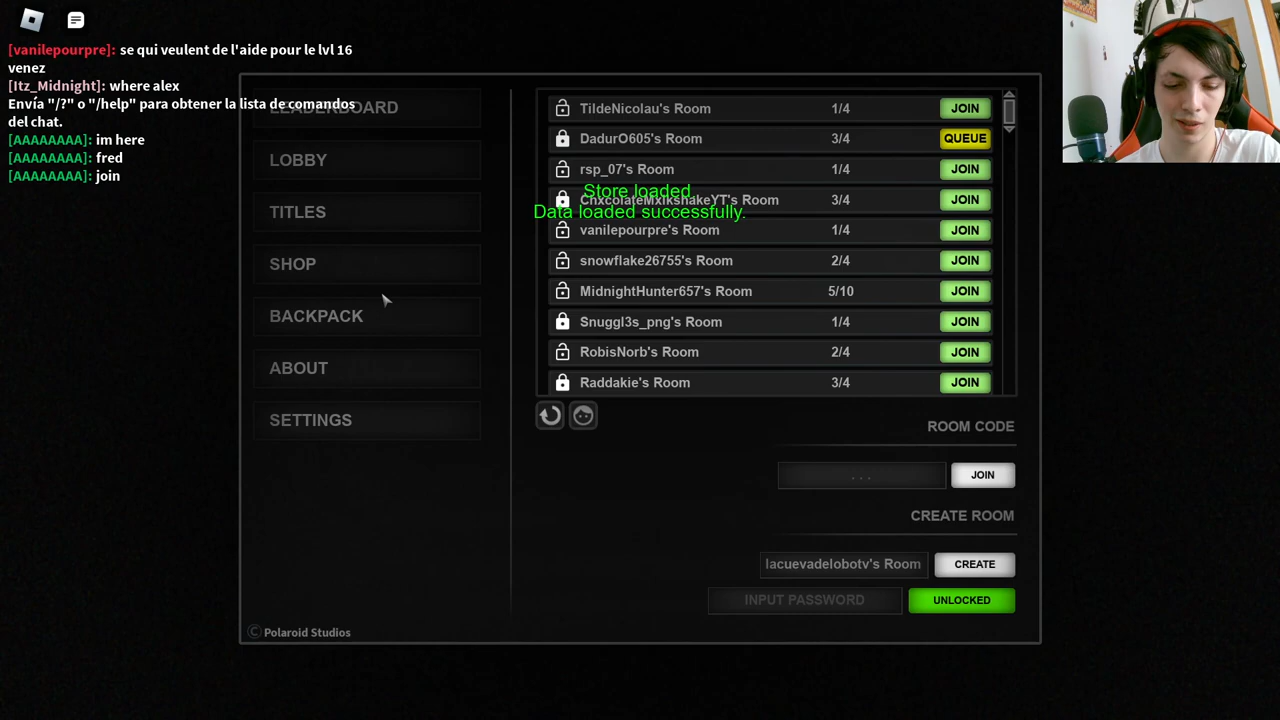 [vanilepourpre]: se qui veulent de l'aide pour le lvl 16
venez
[Itz_Midnight]: where alex
Envía "/?" o "/help" para obtener la lista de comandos
del chat.
[AAAAAAAA]: im here
[AAAAAAAA]: fred
[AAAAAAAA]: join
LEADERBOARD
LOBBY
TITLES
SHOP
BACKPACK
ABOUT
SETTINGS
© Polaroid Studios
TildeNicolau's Room 1/4 JOIN
DadurO605's Room 3/4 QUEUE
rsp_07's Room 1/4 JOIN
Store loaded
ChxcolateMxlkshakeYT's Room 3/4 JOIN
Data loaded successfully.
vanilepourpre's Room 1/4 JOIN
snowflake26755's Room 2/4 JOIN
MidnightHunter657's Room 5/10 JOIN
Snuggl3s_png's Room 1/4 JOIN
RobisNorb's Room 2/4 JOIN
Raddakie's Room 3/4 JOIN
ROOM CODE
... JOIN
CREATE ROOM
lacuevadelobotv's Room CREATE
INPUT PASSWORD UNLOCKED